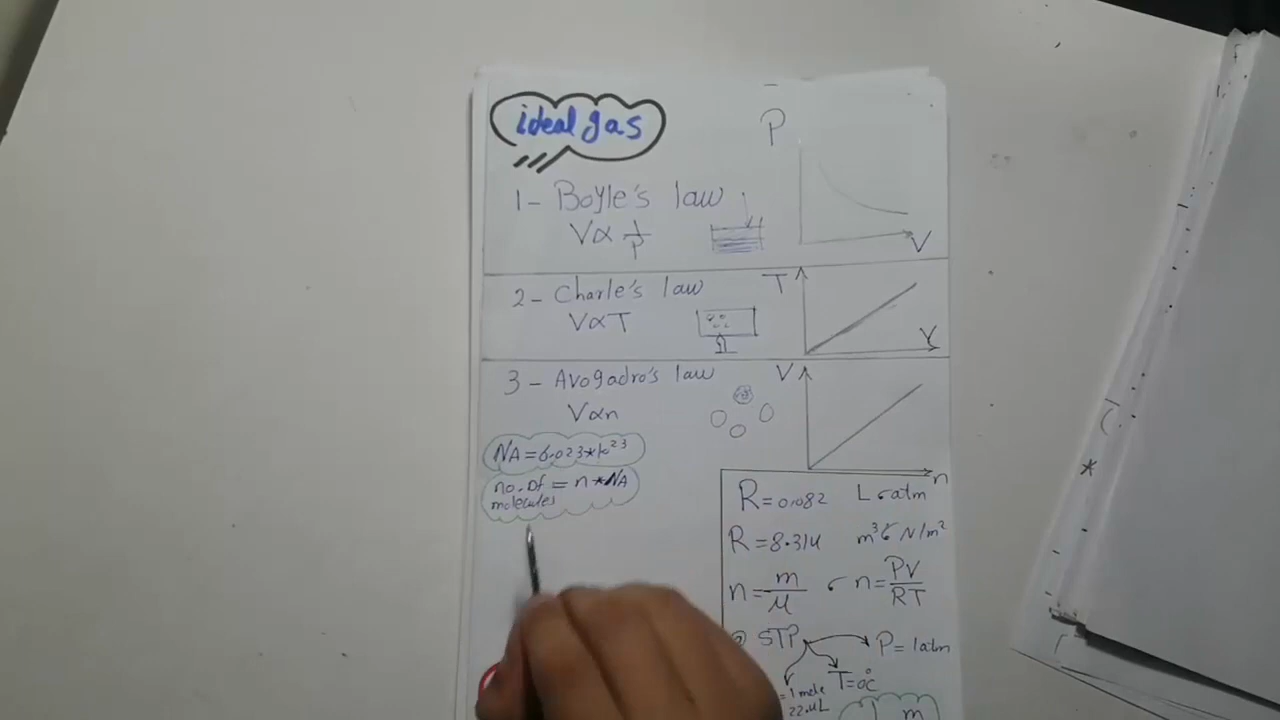 ideal gas
P
1- Boyle's law
V∝ 1/P
V
2- Charle's law
T
V∝T
V
3- Avogadro's law
V
V∝n
n
NA=6.023*10²³
no. of = n*NA
molecules
R=0.082 L, atm
R=8.314 m³, N/m²
n= m/μ , n= PV/RT
STP
P= 1atm
T=0°C
= 1 mole
22.4L
m